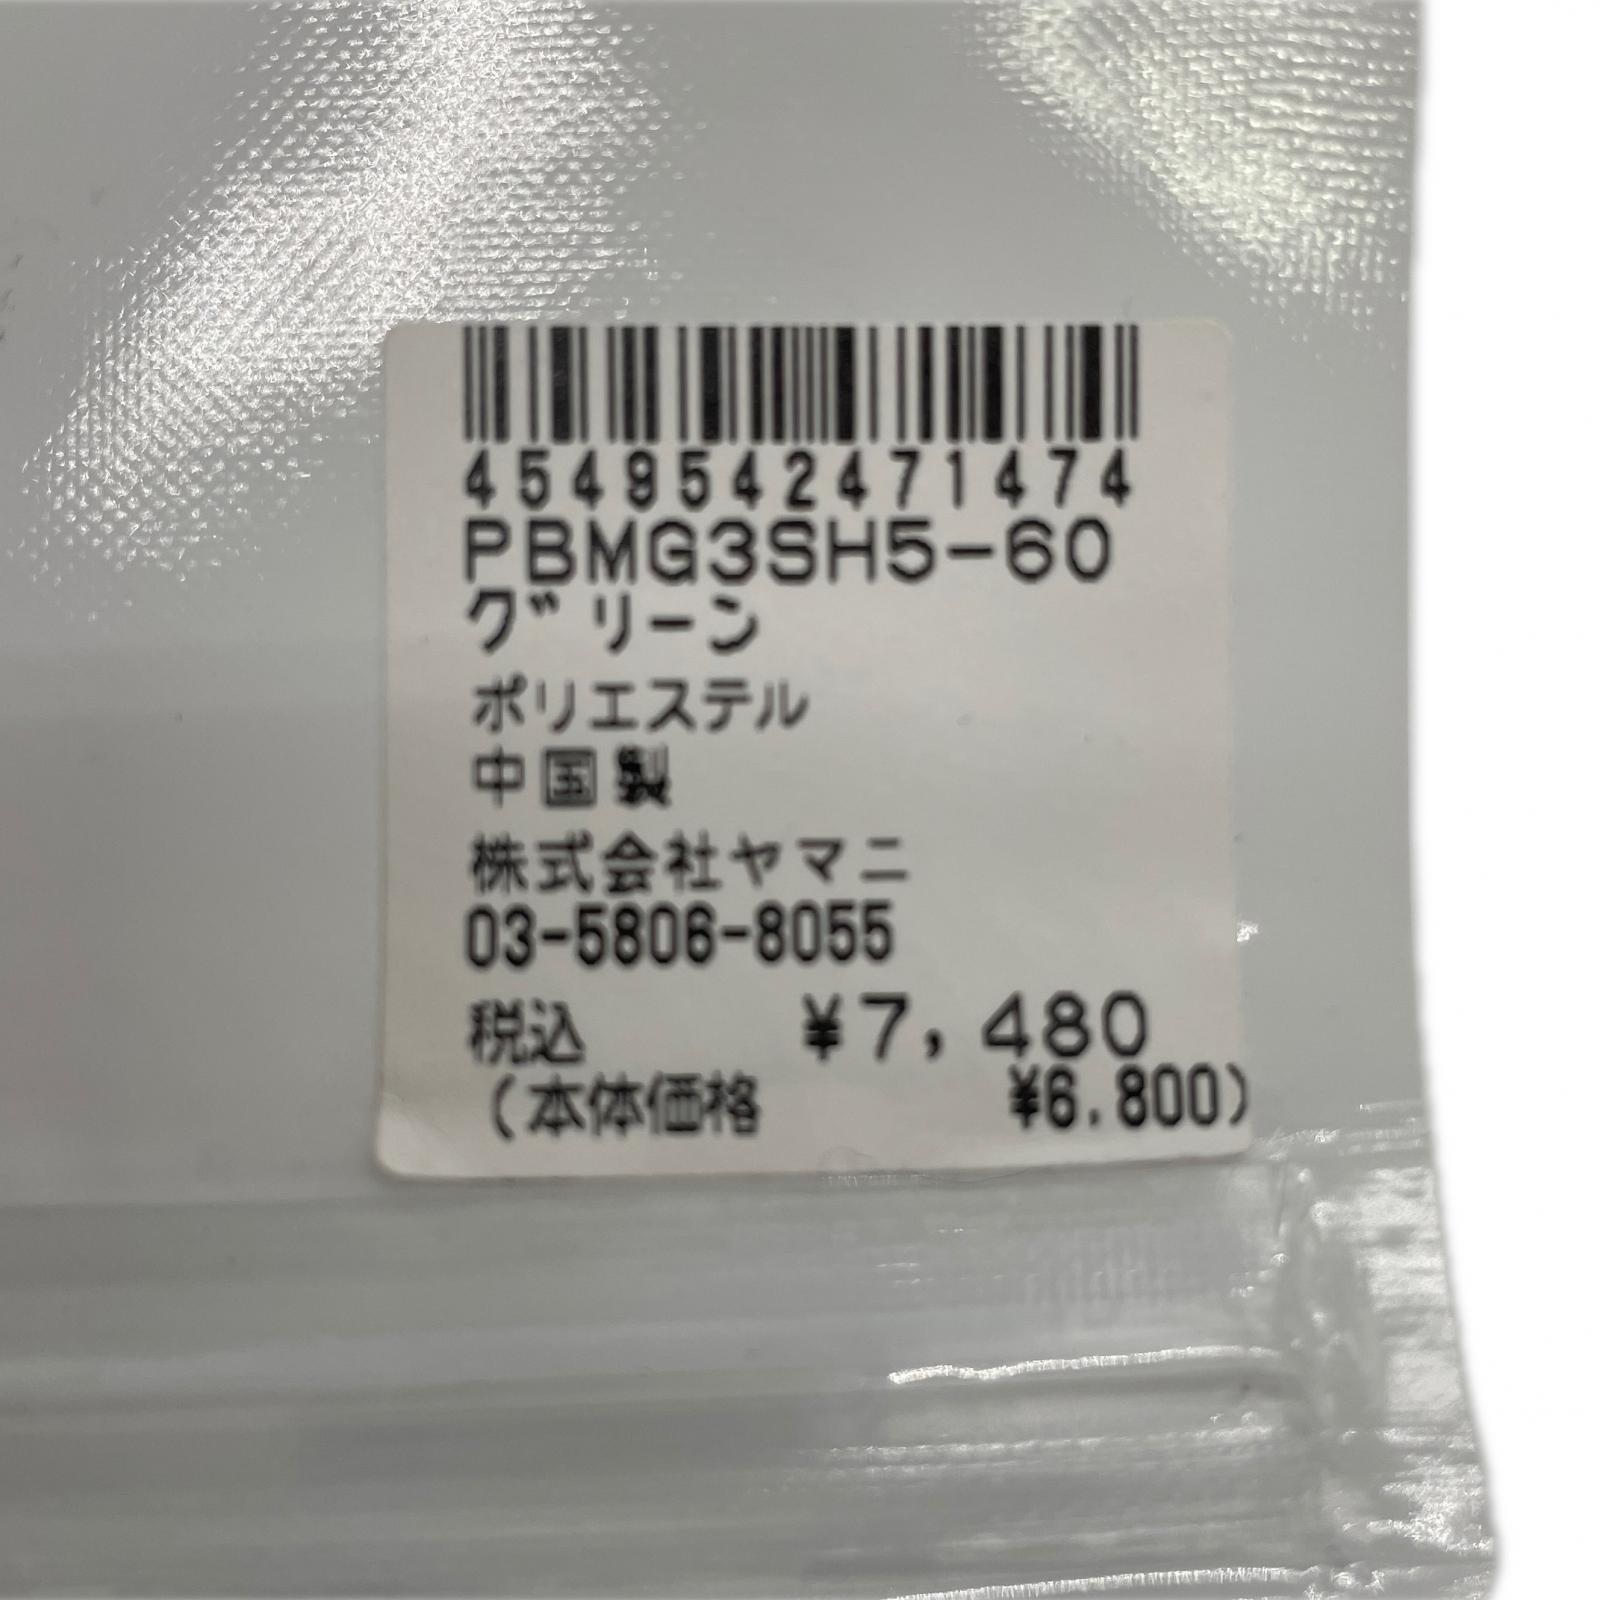 4549542471474
PBMG3SH5-60
グリーン
ポリエステル
中国製
株式会社ヤマニ
03-5806-8055
税込 ¥7,480
(本体価格 ¥6.800)